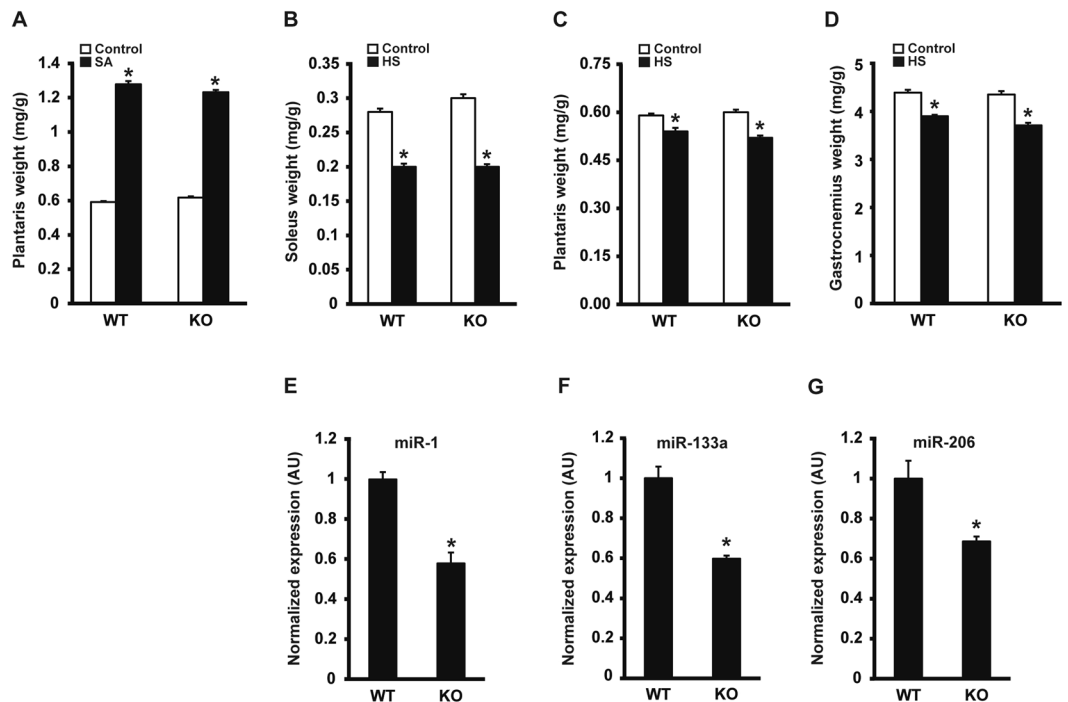 A
Control
SA
Plantaris weight (mg/g)
1.4
1.2
1.0
0.8
0.6
0.4
0.2
0
*
*
WT
KO
B
Control
HS
Soleus weight (mg/g)
0.35
0.3
0.25
0.2
0.15
0.1
0.05
0
*
*
WT
KO
C
Control
HS
Plantaris weight (mg/g)
0.75
0.60
0.45
0.30
0.15
0.00
*
*
WT
KO
D
Control
HS
Gastrocnemius weight (mg/g)
5
4
3
2
1
0
*
*
WT
KO
E
miR-1
Normalized expression (AU)
1.2
1
0.8
0.6
0.4
0.2
0
*
WT
KO
F
miR-133a
Normalized expression (AU)
1.2
1
0.8
0.6
0.4
0.2
0
*
WT
KO
G
miR-206
Normalized expression (AU)
1.2
1
0.8
0.6
0.4
0.2
0
*
WT
KO